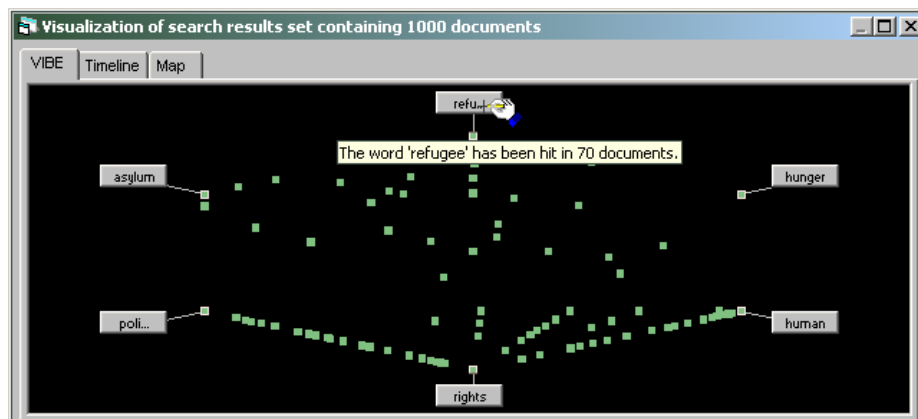 Visualization of search results set containing 1000 documents
VIBE Timeline Map
refu...
The word 'refugee' has been hit in 70 documents.
asylum
hunger
poli...
human
rights